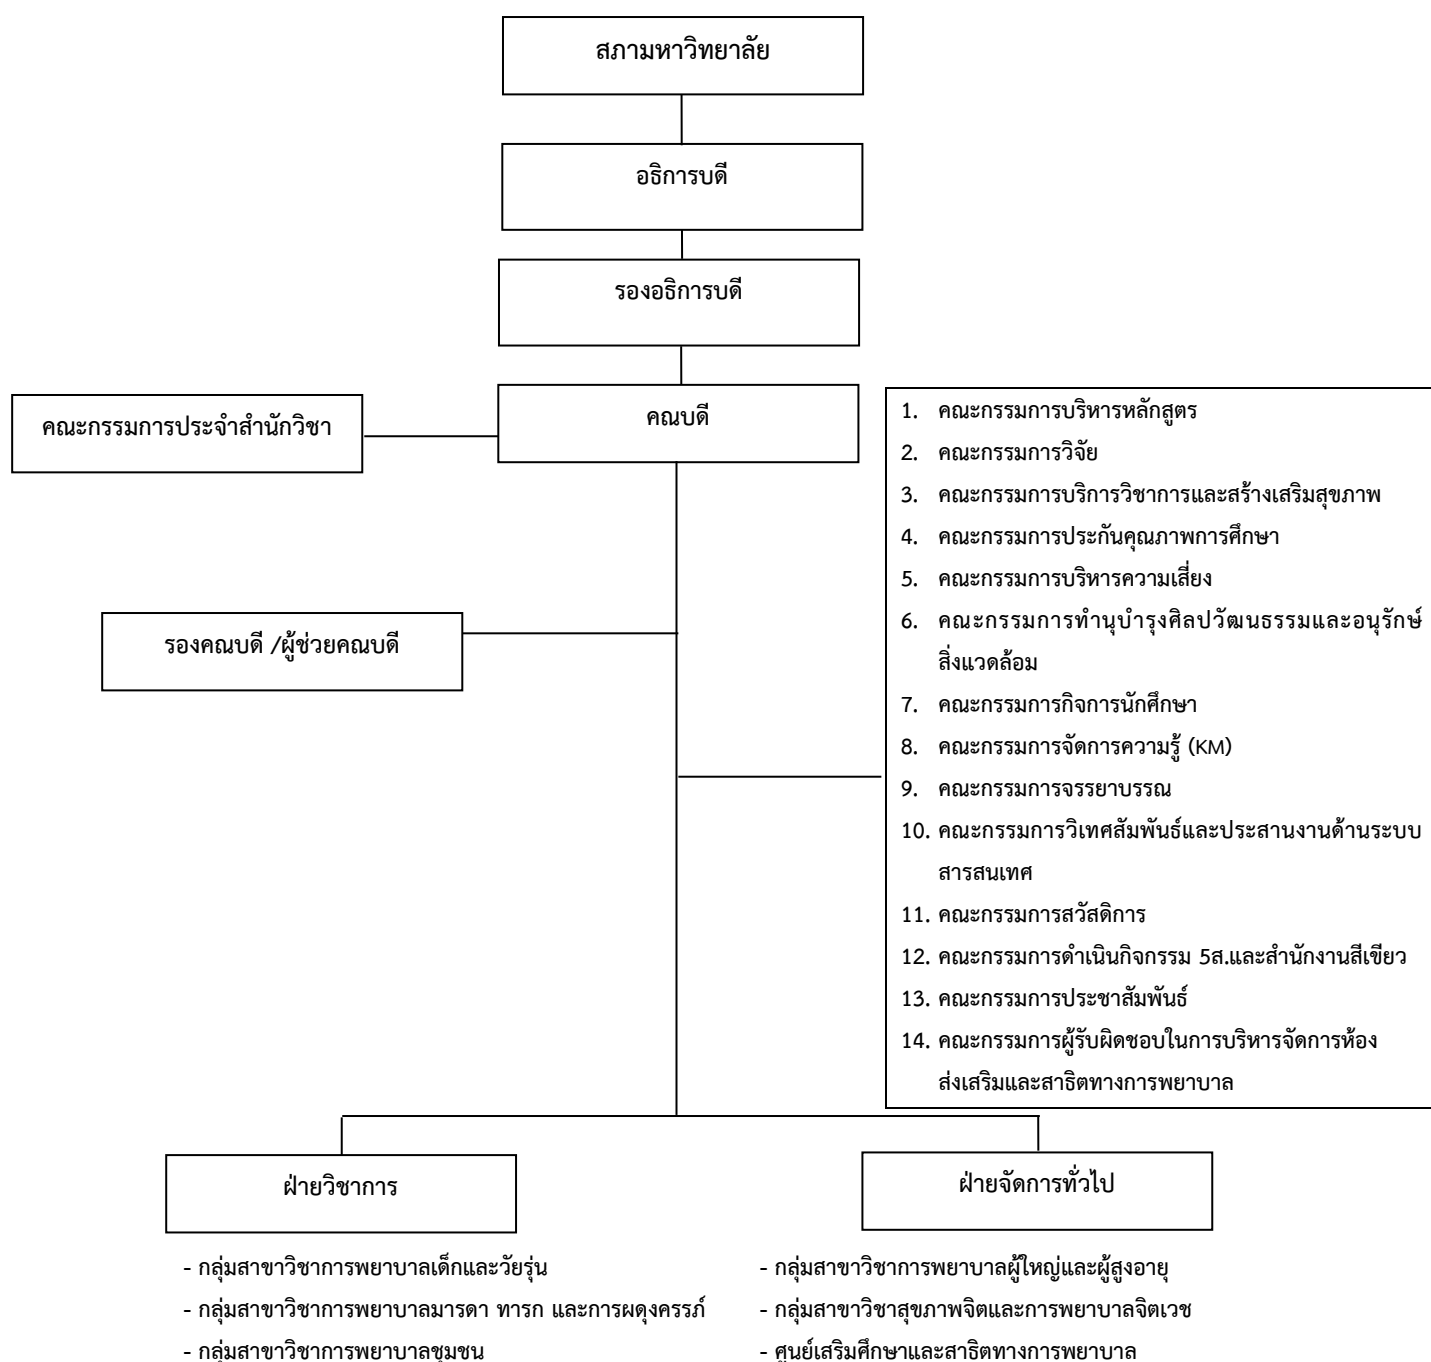 สภามหาวิทยาลัย
อธิการบดี
รองอธิการบดี
คณบดี
คณะกรรมการประจำสำนักวิชา
รองคณบดี /ผู้ช่วยคณบดี
1. คณะกรรมการบริหารหลักสูตร
2. คณะกรรมการวิจัย
3. คณะกรรมการบริการวิชาการและสร้างเสริมสุขภาพ
4. คณะกรรมการประกันคุณภาพการศึกษา
5. คณะกรรมการบริหารความเสี่ยง
6. คณะกรรมการทำนุบำรุงศิลปวัฒนธรรมและอนุรักษ์
สิ่งแวดล้อม
7. คณะกรรมการกิจการนักศึกษา
8. คณะกรรมการจัดการความรู้ (KM)
9. คณะกรรมการจรรยาบรรณ
10. คณะกรรมการวิเทศสัมพันธ์และประสานงานด้านระบบ
สารสนเทศ
11. คณะกรรมการสวัสดิการ
12. คณะกรรมการดำเนินกิจกรรม 5ส.และสำนักงานสีเขียว
13. คณะกรรมการประชาสัมพันธ์
14. คณะกรรมการผู้รับผิดชอบในการบริหารจัดการห้อง
ส่งเสริมและสาธิตทางการพยาบาล
ฝ่ายวิชาการ
ฝ่ายจัดการทั่วไป
- กลุ่มสาขาวิชาการพยาบาลเด็กและวัยรุ่น
- กลุ่มสาขาวิชาการพยาบาลมารดา ทารก และการผดุงครรภ์
- กลุ่มสาขาวิชาการพยาบาลชุมชน
- กลุ่มสาขาวิชาการพยาบาลผู้ใหญ่และผู้สูงอายุ
- กลุ่มสาขาวิชาสุขภาพจิตและการพยาบาลจิตเวช
- ศูนย์เสริมศึกษาและสาธิตทางการพยาบาล